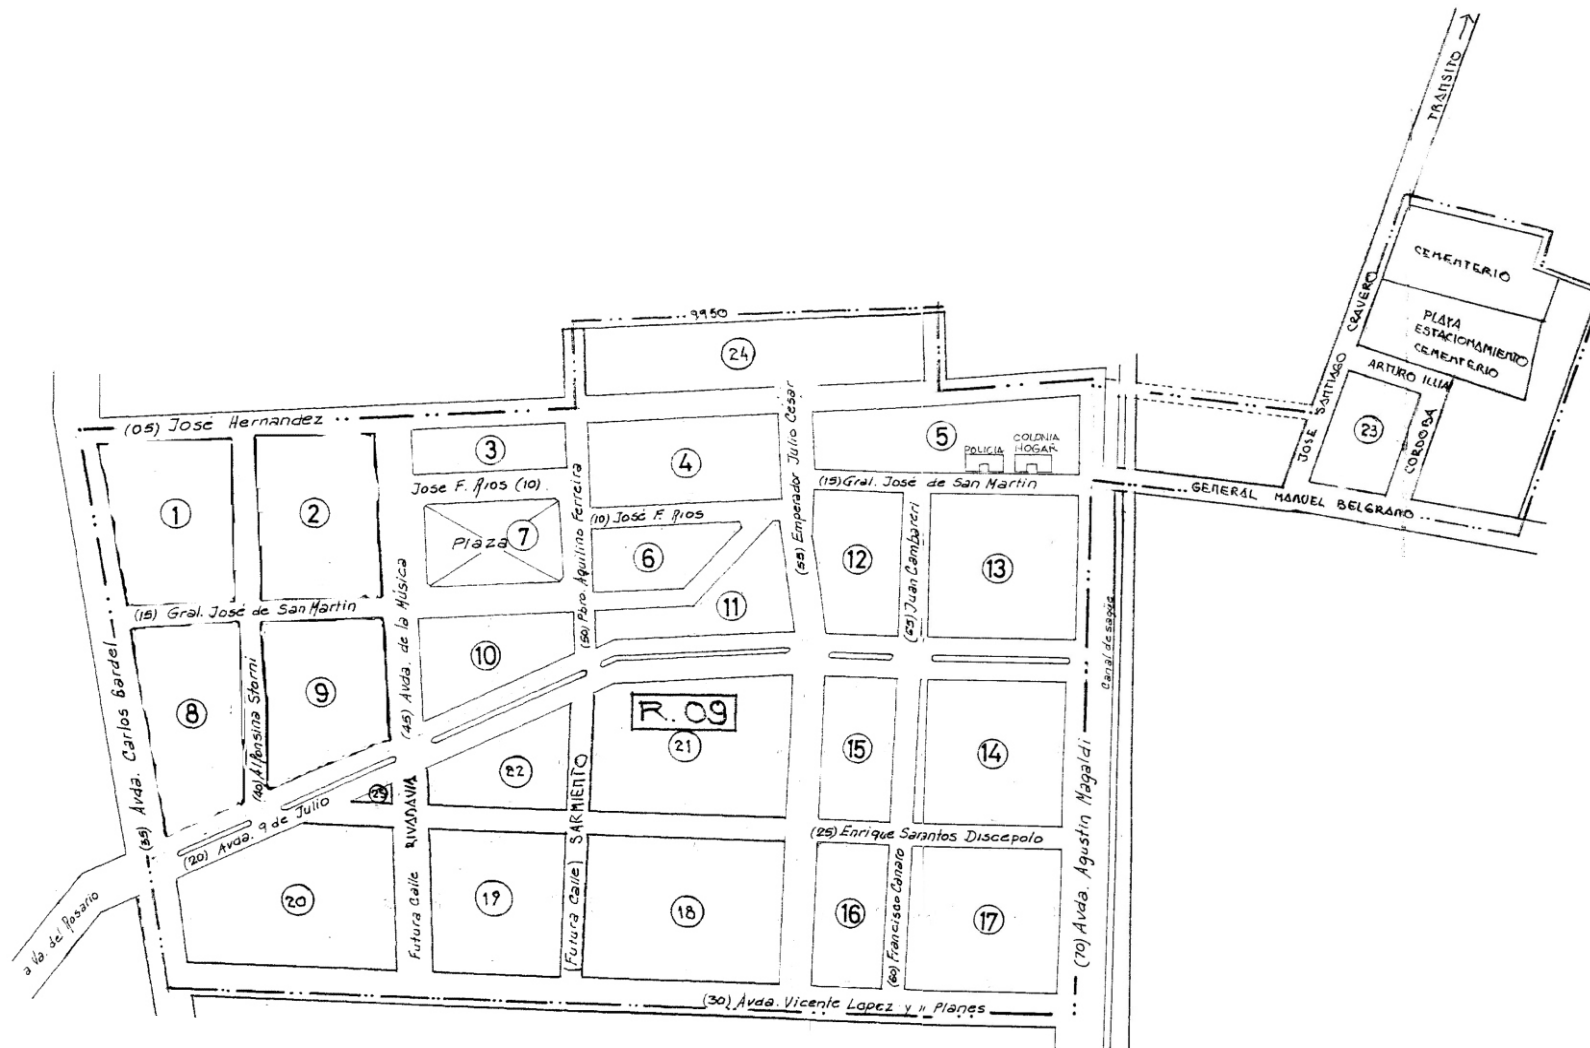 TRANSITO
CEMENTERIO
PLAYA
ESTACIONAMIENTO
CEMENTERIO
JOSE SANTIAGO CRAVERO
ARTURO ILLIA
CORDOBA
23
GENERAL MANUEL BELGRANO
9950
24
(05) José Hernandez
3
4
5
POLICIA
COLONIA
HOGAR
Jose F. Rios (10).
(15) Gral. José de San Martin
1
2
Plaza 7
(10) José F. Rios
6
(55) Emperador Julio Cesar
12
(65) Juan Cambareri
13
Canal desague
(15) Gral. José de San Martin
(50) Pbro. Aquilino Ferreira
11
(45) Avda. de la Música
10
(35) Avda. Carlos Gardel
8
(40) Alfonsina Storni
9
R. 09
21
15
14
22
25
Futura Calle RIVADAVIA
(Futura Calle) SARMIENTO
(20) Avda. 9 de Julio
(25) Enrique Sarantos Discepolo
(70) Avda. Agustin Magaldi
a Va. del Rosario
20
19
18
16
(60) Francisco Canaro
17
(30) Avda. Vicente Lopez y " Planes